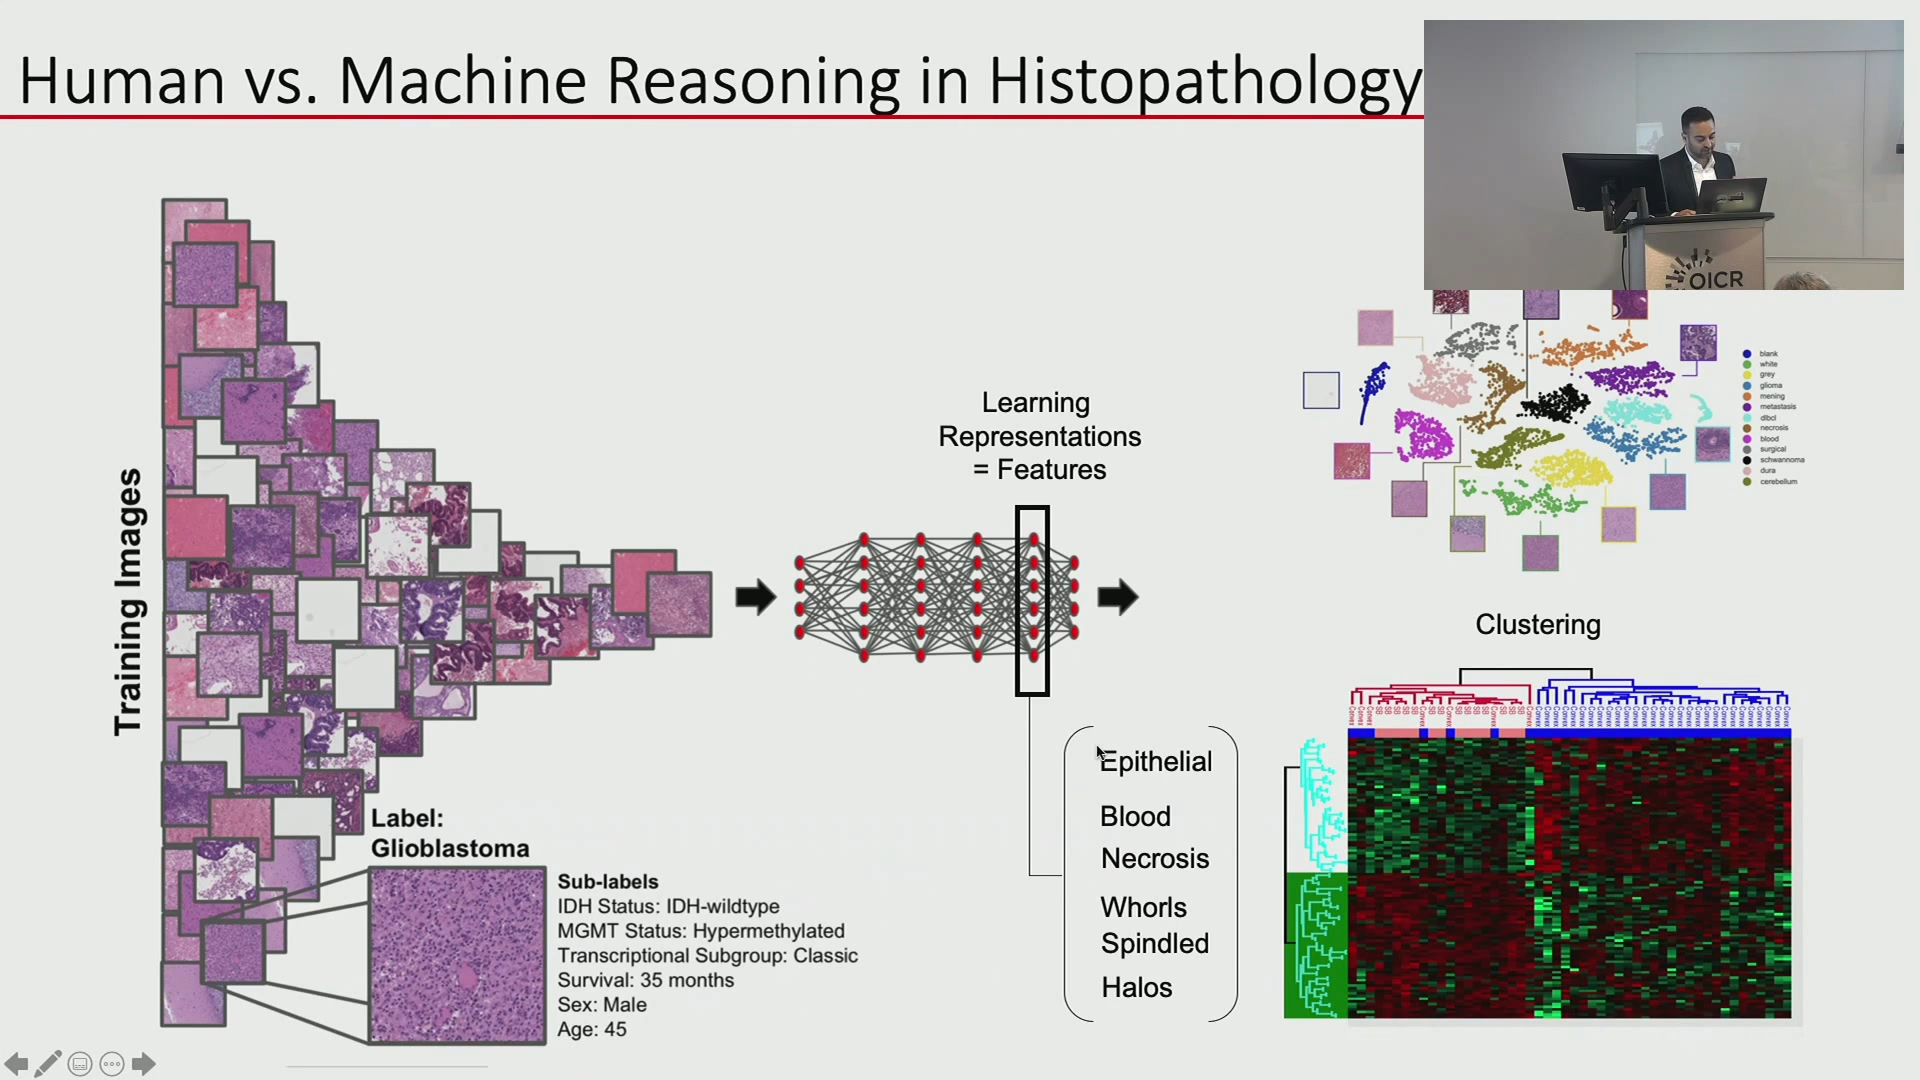 Human vs. Machine Reasoning in Histopathology
OICR
Training Images
Label:
Glioblastoma
Sub-labels
IDH Status: IDH-wildtype
MGMT Status: Hypermethylated
Transcriptional Subgroup: Classic
Survival: 35 months
Sex: Male
Age: 45
Learning
Representations
= Features
Epithelial
Blood
Necrosis
Whorls
Spindled
Halos
blank
white
grey
glioma
mening
metastasis
dlbcl
necrosis
blood
surgical
schwannoma
dura
cerebellum
Clustering